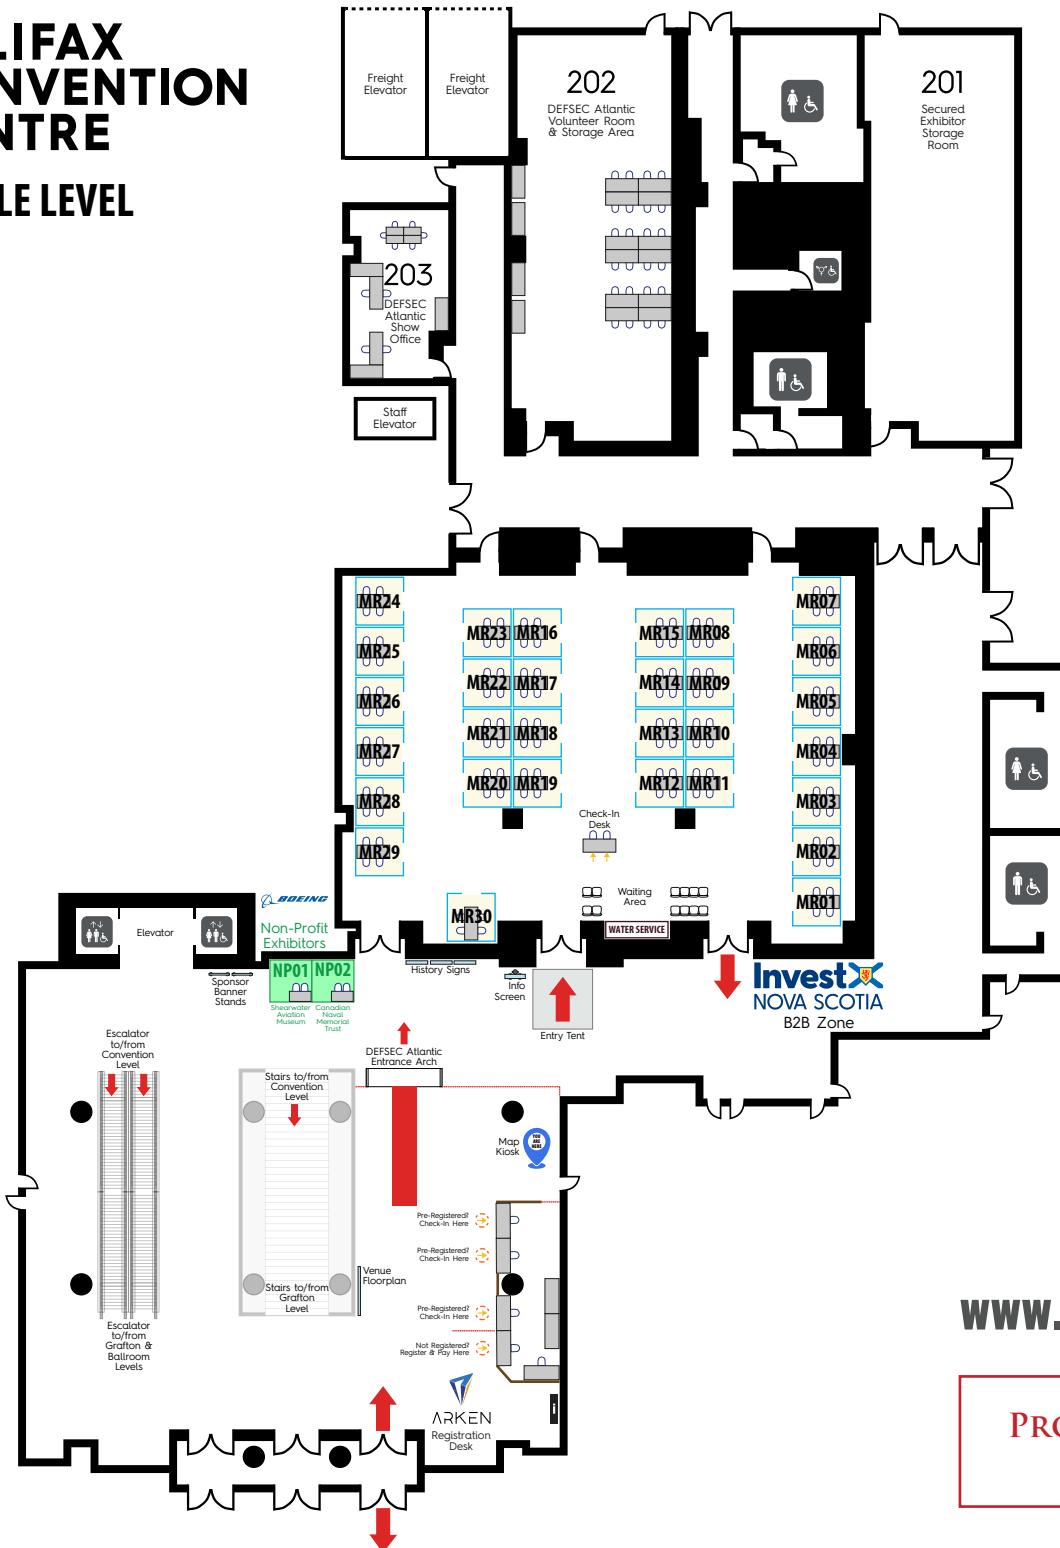 LIFAX
NVENTION
NTRE
LE LEVEL
Freight
Elevator
Freight
Elevator
202
DEFSEC Atlantic
Volunteer Room
& Storage Area
201
Secured
Exhibitor
Storage
Room
203
DEFSEC
Atlantic
Show
Office
Staff
Elevator
MR24
MR25
MR26
MR27
MR28
MR29
MR23 MR16
MR22 MR17
MR21 MR18
MR20 MR19
MR15 MR08
MR14 MR09
MR13 MR10
MR12 MR11
MR07
MR06
MR05
MR04
MR03
MR02
MR01
Check-In
Desk
Waiting
Area
MR30
WATER SERVICE
BOEING
Non-Profit
Exhibitors
Elevator
NP01 NP02
Shearwater
Aviation
Museum
Canadian
Naval
Memorial
Trust
Sponsor
Banner
Stands
History Signs
Info
Screen
Entry Tent
Invest
NOVA SCOTIA
B2B Zone
Escalator
to/from
Convention
Level
DEFSEC Atlantic
Entrance Arch
Stairs to/from
Convention
Level
Map
Kiosk
YOU
ARE
HERE
Pre-Registered?
Check-In Here
Pre-Registered?
Check-In Here
Pre-Registered?
Check-In Here
Not Registered?
Register & Pay Here
Venue
Floorplan
Stairs to/from
Grafton
Level
Escalator
to/from
Grafton &
Ballroom
Levels
ARKEN
Registration
Desk
i
www.
PRO